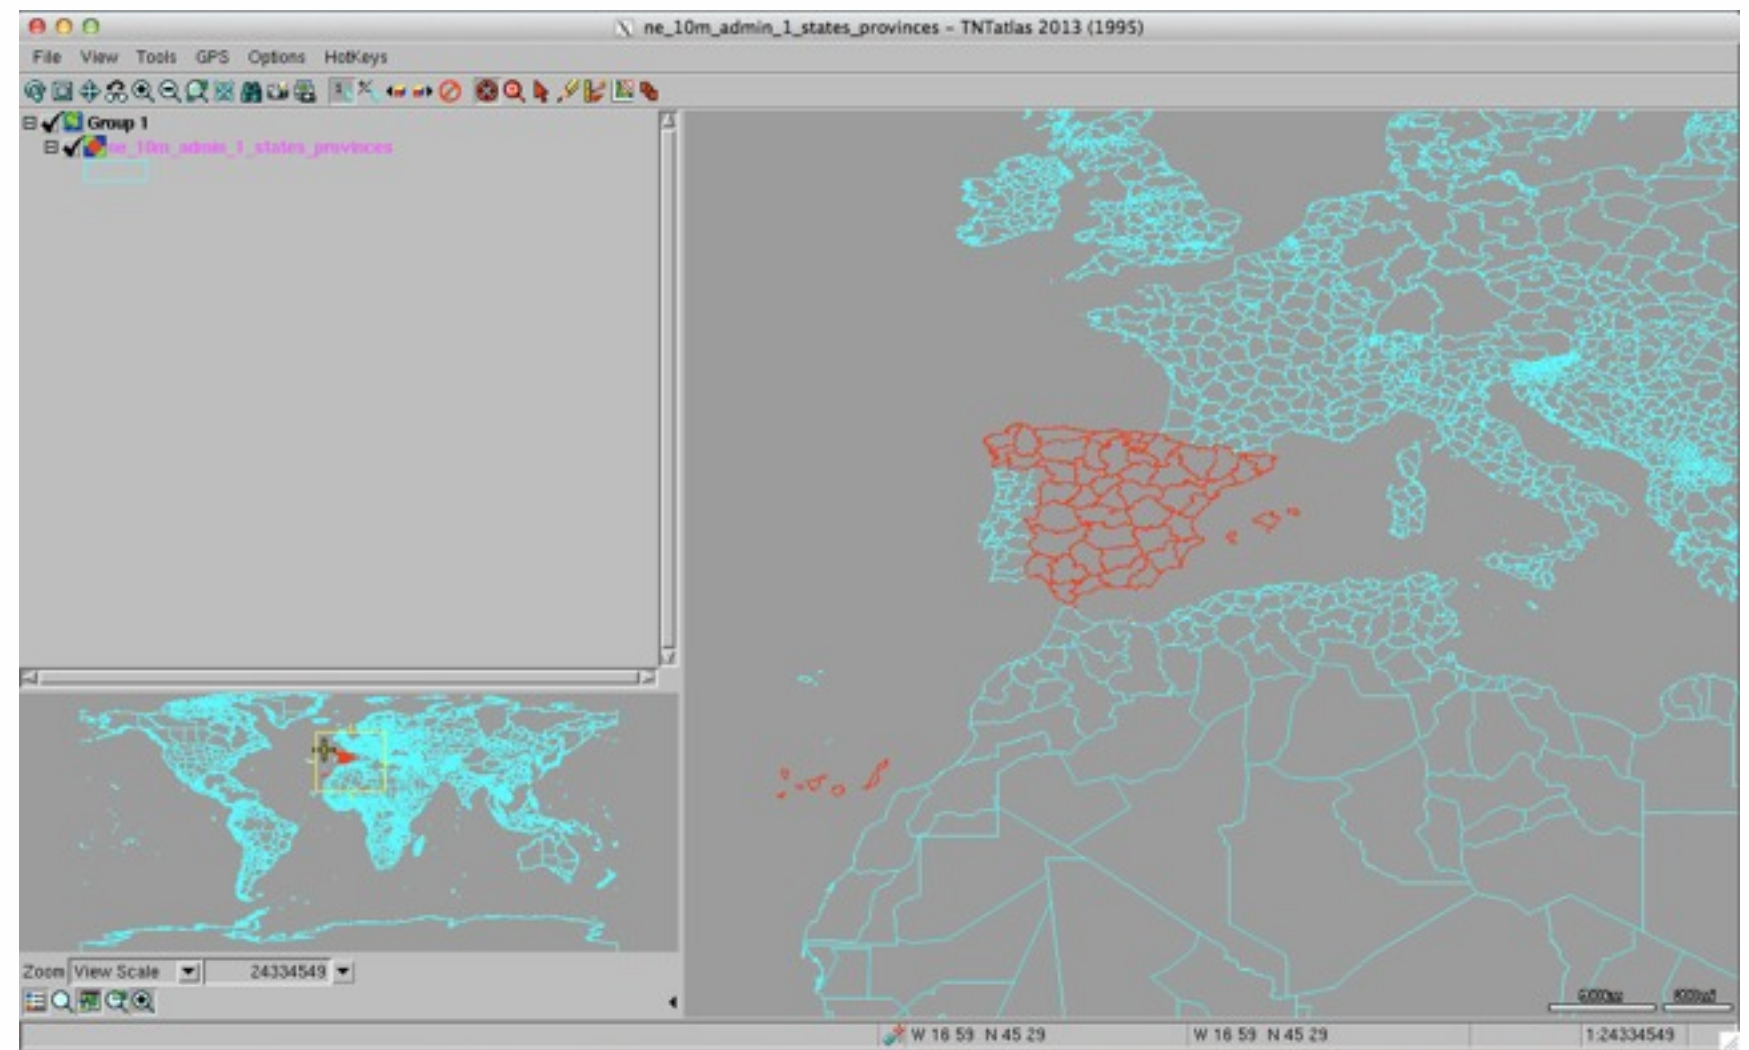 ne_10m_admin_1_states_provinces - TNTatlas 2013 (1995)
File View Tools GPS Options HotKeys
Group 1
ne_10m_admin_1_states_provinces
Zoom View Scale 24334549
W 16 59 N 45 29 W 16 59 N 45 29 1:24334549